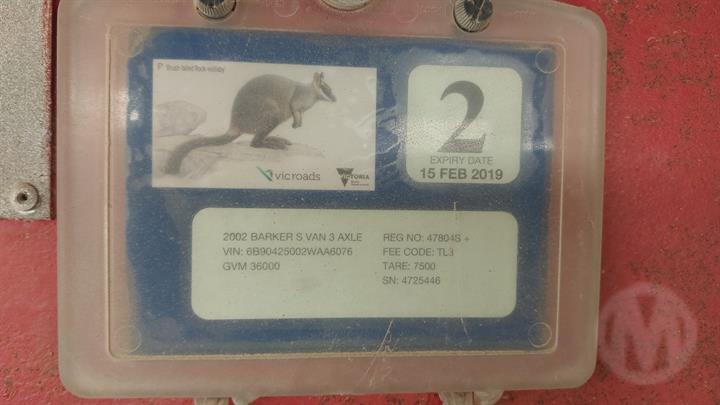 P Brush-tailed Rock-wallaby
vicroads
VICTORIA
2
EXPIRY DATE
15 FEB 2019
2002 BARKER S VAN 3 AXLE
VIN: 6B90425002WAA6076
GVM 36000
REG NO: 47804S +
FEE CODE: TL3
TARE: 7500
SN: 4725446
M